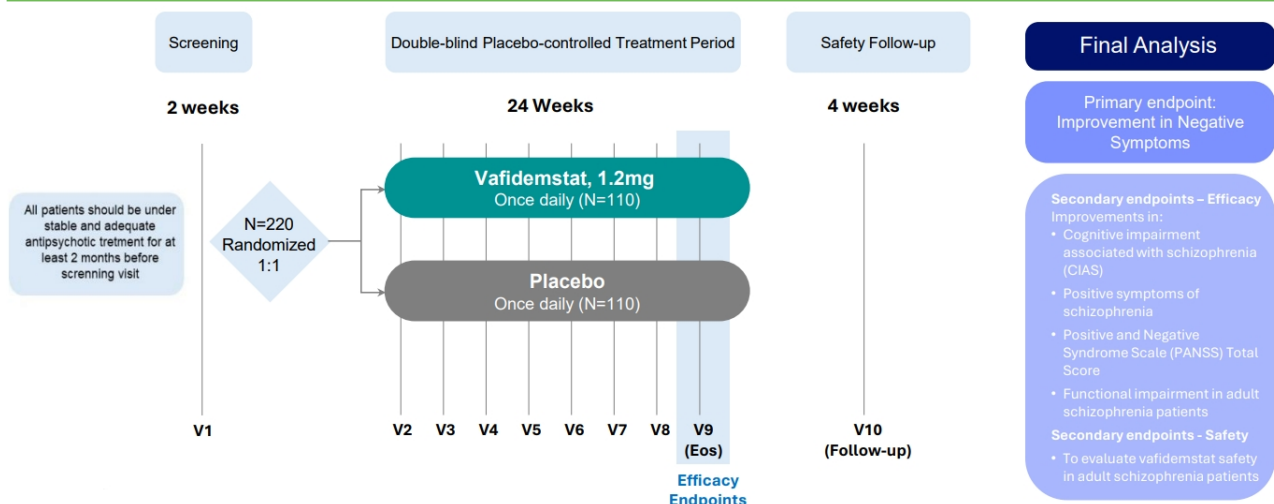 Screening
Double-blind Placebo-controlled Treatment Period
Safety Follow-up
2 weeks
24 Weeks
4 weeks
All patients should be under
stable and adequate
antipsychotic tretment for at
least 2 months before
screnning visit
N=220
Randomized
1:1
Vafidemstat, 1.2mg
Once daily (N=110)
Placebo
Once daily (N=110)
V1
V2
V3
V4
V5
V6
V7
V8
V9
(Eos)
V10
(Follow-up)
Efficacy
Endpoints
Final Analysis
Primary endpoint:
Improvement in Negative
Symptoms
Secondary endpoints – Efficacy
Improvements in:
• Cognitive impairment
associated with schizophrenia
(CIAS)
• Positive symptoms of
schizophrenia
• Positive and Negative
Syndrome Scale (PANSS) Total
Score
• Functional impairment in adult
schizophrenia patients
Secondary endpoints - Safety
• To evaluate vafidemstat safety
in adult schizophrenia patients